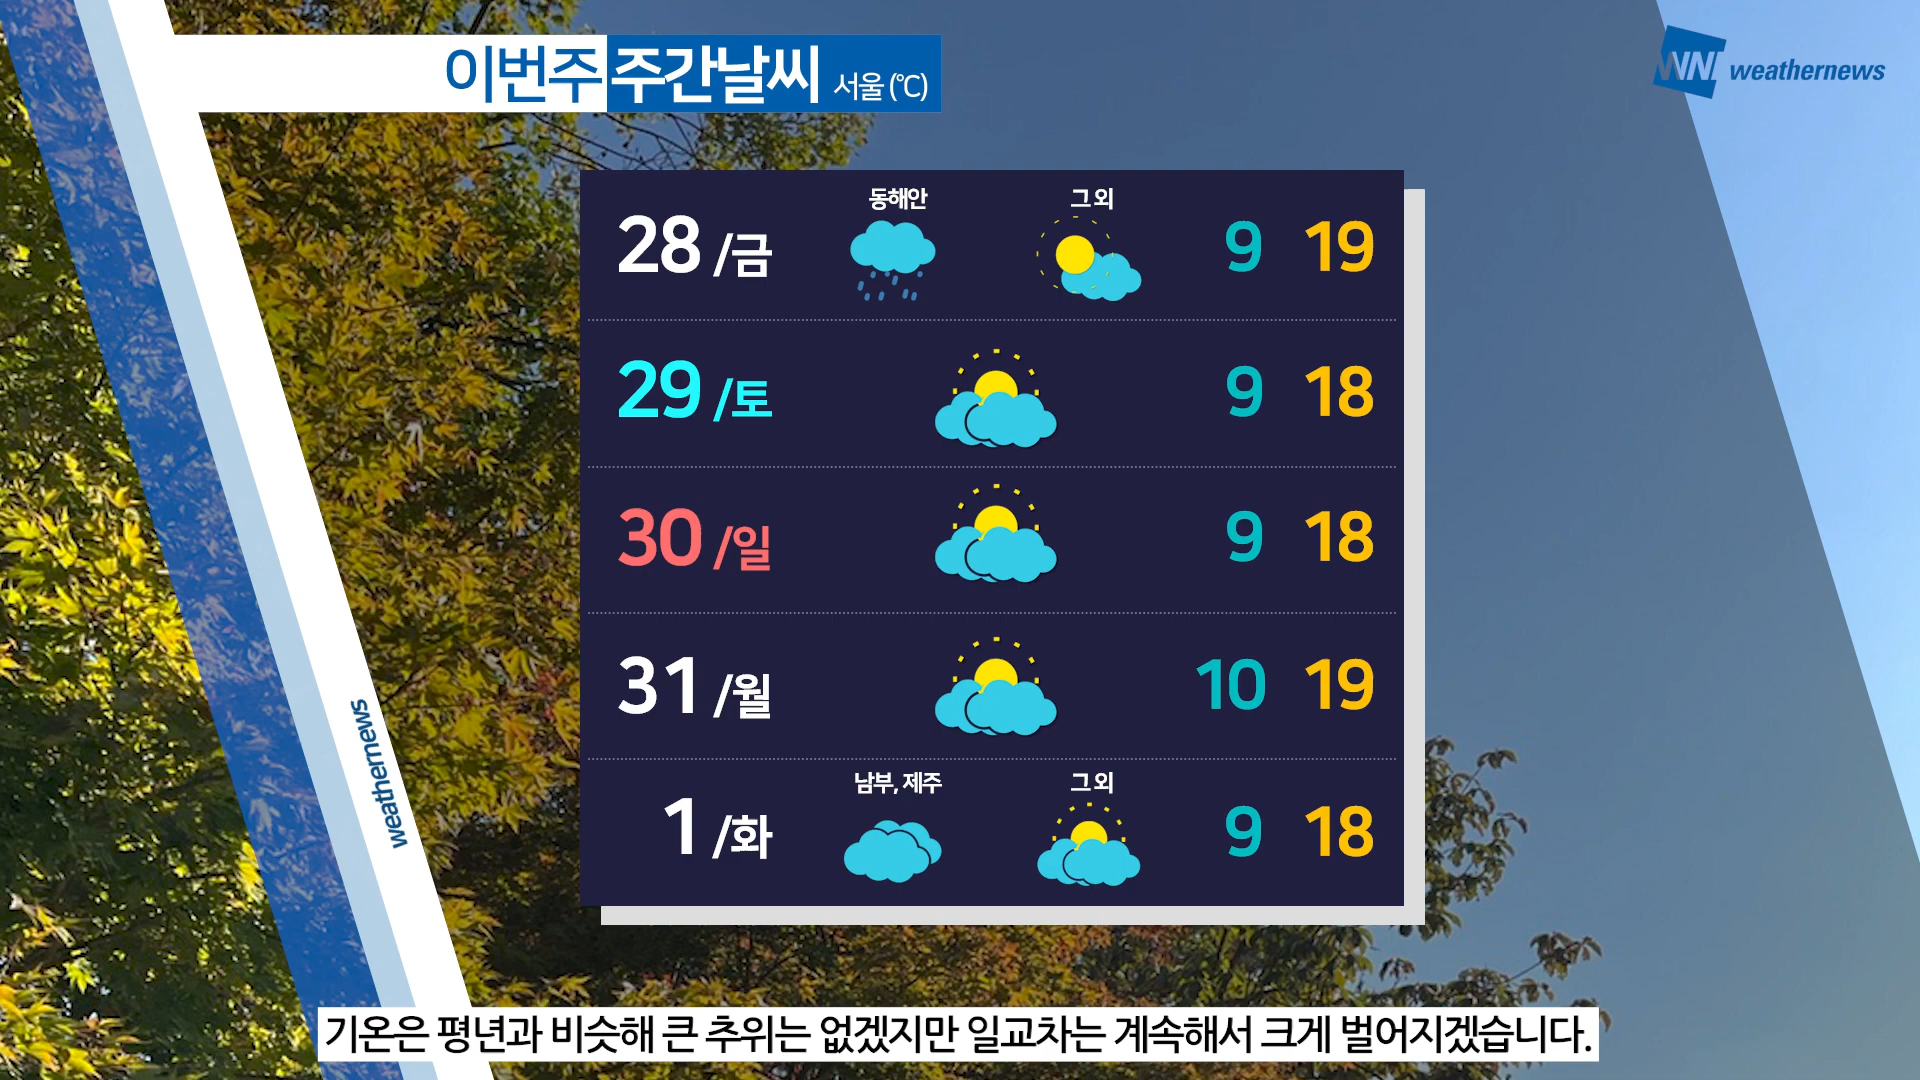 이번주 주간날씨 서울 (℃)
WNI weathernews
동해안 그 외
28 /금 9 19
29 /토 9 18
30 /일 9 18
31 /월 10 19
남부, 제주 그 외
1 /화 9 18
weathernews
기온은 평년과 비슷해 큰 추위는 없겠지만 일교차는 계속해서 크게 벌어지겠습니다.